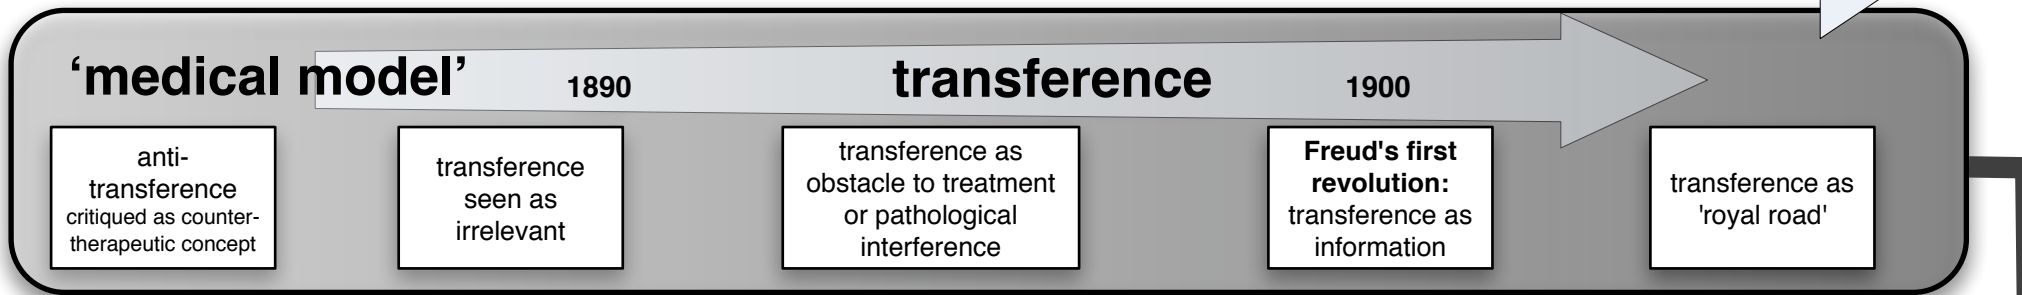 ‘medical model’ 1890 transference 1900
anti-
transference
critiqued as counter-
therapeutic concept
transference
seen as
irrelevant
transference as
obstacle to treatment
or pathological
interference
Freud's first
revolution:
transference as
information
transference as
'royal road'